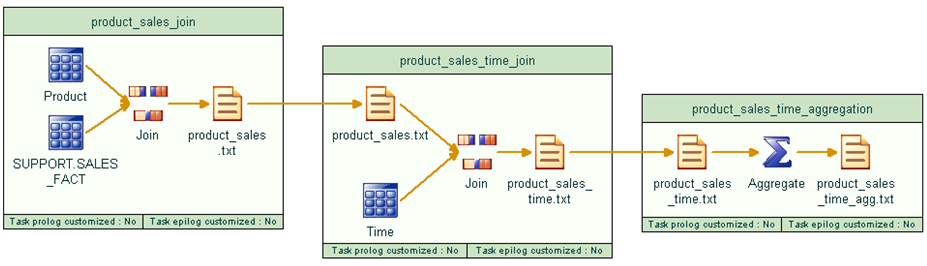 product_sales_join
Product
SUPPORT.SALES
_FACT
Join
product_sales
.txt
Task prolog customized : No
Task epilog customized : No
product_sales_time_join
product_sales.txt
Time
Join
product_sales_
time.txt
Task prolog customized : No
Task epilog customized : No
product_sales_time_aggregation
product_sales
_time.txt
Aggregate
product_sales
_time_agg.txt
Task prolog customized : No
Task epilog customized : No